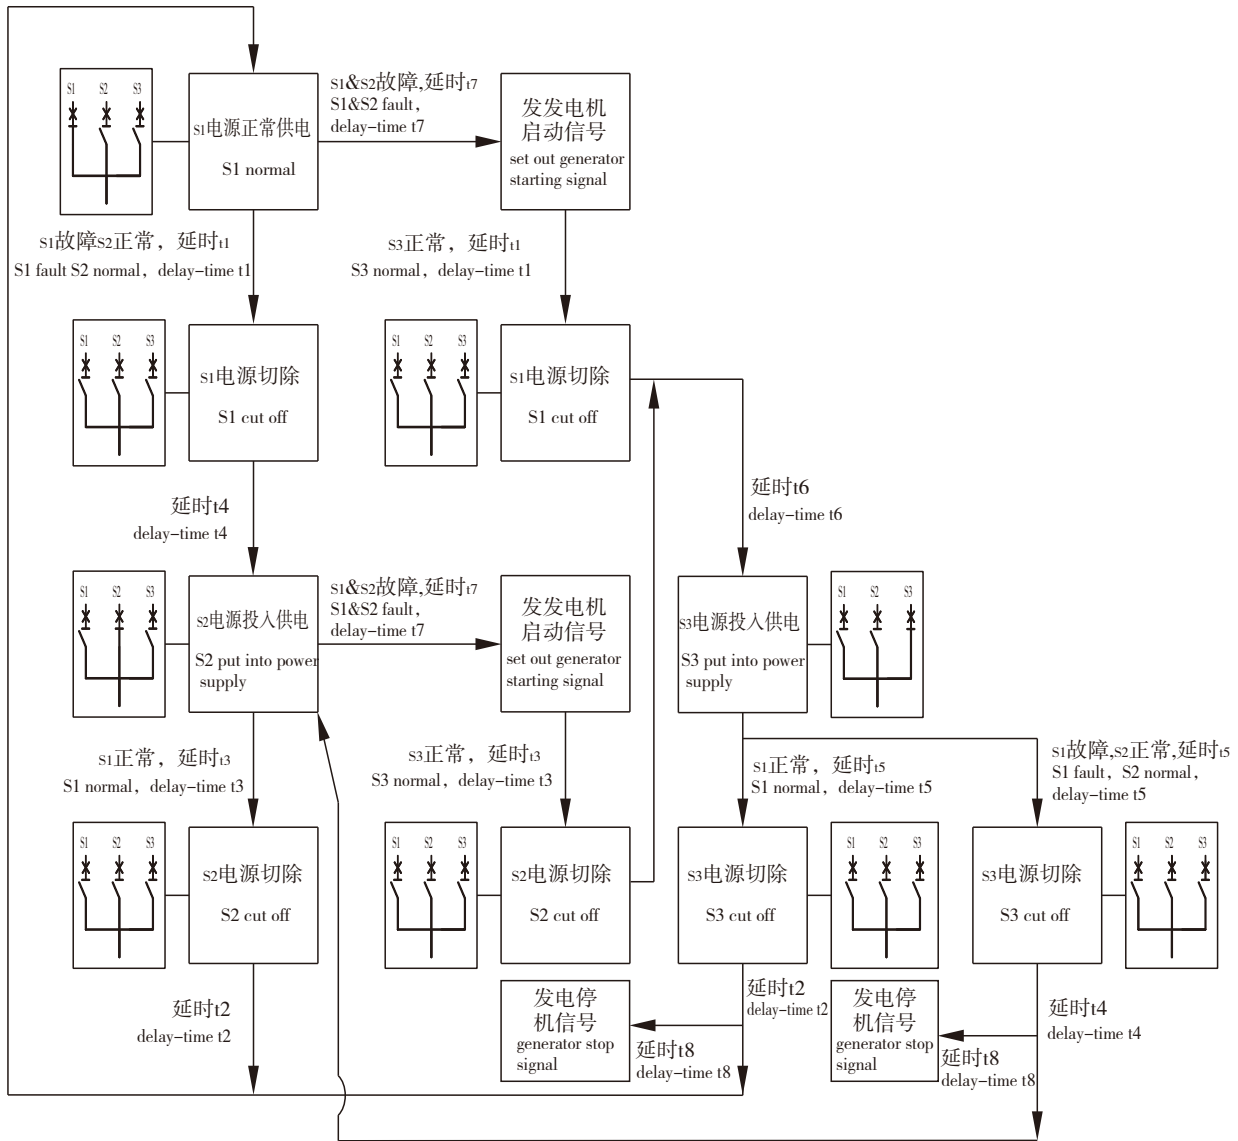 S1 S2 S3
S1电源正常供电
S1 normal
S1&S2故障,延时t7
S1&S2 fault,
delay-time t7
发发电机
启动信号
set out generator
starting signal
S1故障S2正常，延时t1
S1 fault S2 normal，delay-time t1
S3正常，延时t1
S3 normal，delay-time t1
S1 S2 S3
S1电源切除
S1 cut off
S1 S2 S3
S1电源切除
S1 cut off
延时t4
delay-time t4
延时t6
delay-time t6
S1 S2 S3
S2电源投入供电
S2 put into power
supply
S1&S2故障,延时t7
S1&S2 fault,
delay-time t7
发发电机
启动信号
set out generator
starting signal
S3电源投入供电
S3 put into power
supply
S1 S2 S3
S1正常，延时t3
S1 normal，delay-time t3
S3正常，延时t3
S3 normal，delay-time t3
S1正常，延时t5
S1 normal，delay-time t5
S1故障,S2正常,延时t5
S1 fault，S2 normal，
delay-time t5
S1 S2 S3
S2电源切除
S2 cut off
S1 S2 S3
S2电源切除
S2 cut off
S3电源切除
S3 cut off
S1 S2 S3
S3电源切除
S3 cut off
S1 S2 S3
延时t2
delay-time t2
发电停
机信号
generator stop
signal
延时t2
delay-time t2
延时t8
delay-time t8
发电停
机信号
generator stop
signal
延时t4
delay-time t4
延时t8
delay-time t8